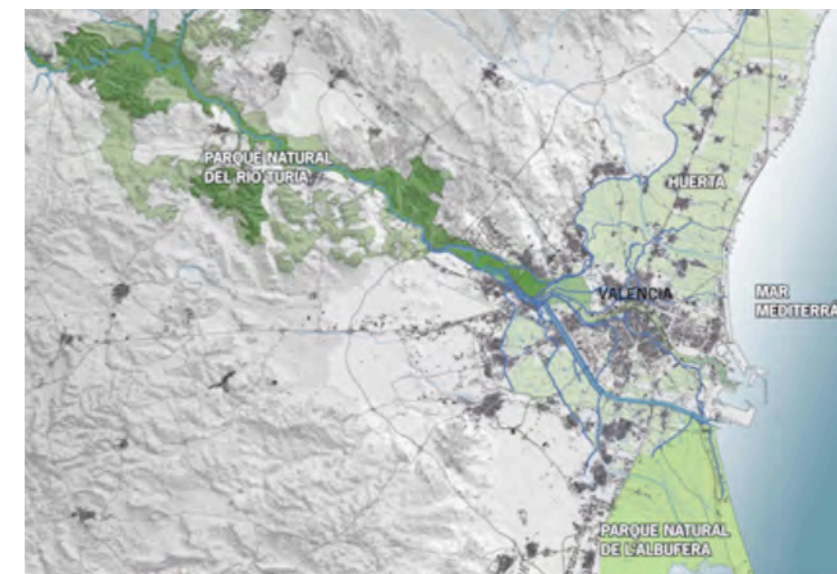 PARQUE NATURAL
DEL RIO TURIA
HUERTA
VALENCIA
MAR
MEDITERRÁ
PARQUE NATURAL
DE L'ALBUFERA